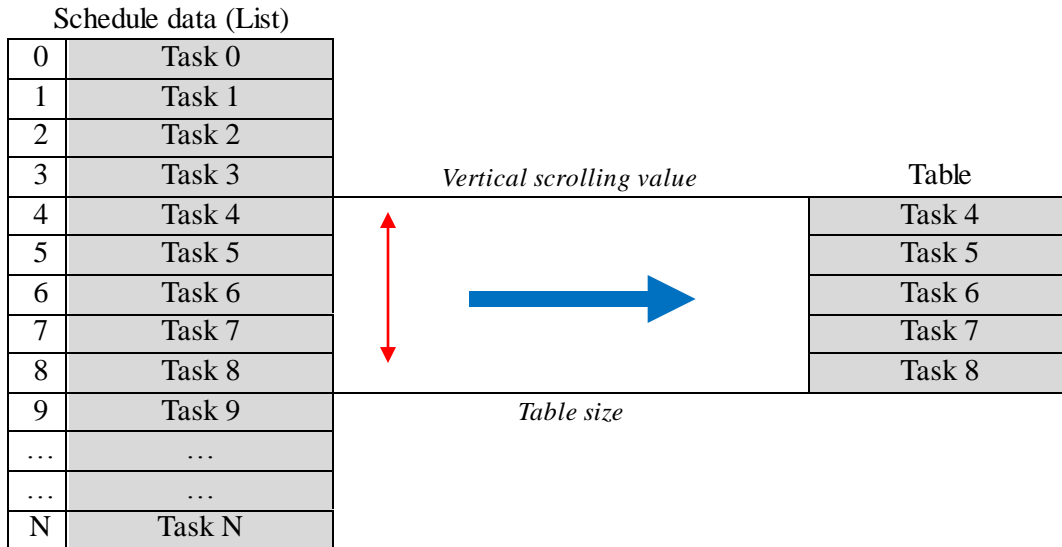 Schedule data (List)
0 Task 0
1 Task 1
2 Task 2
3 Task 3 Vertical scrolling value Table
4 Task 4 Task 4
5 Task 5 Task 5
6 Task 6 Task 6
7 Task 7 Task 7
8 Task 8 Task 8
9 Task 9 Table size
… …
… …
N Task N